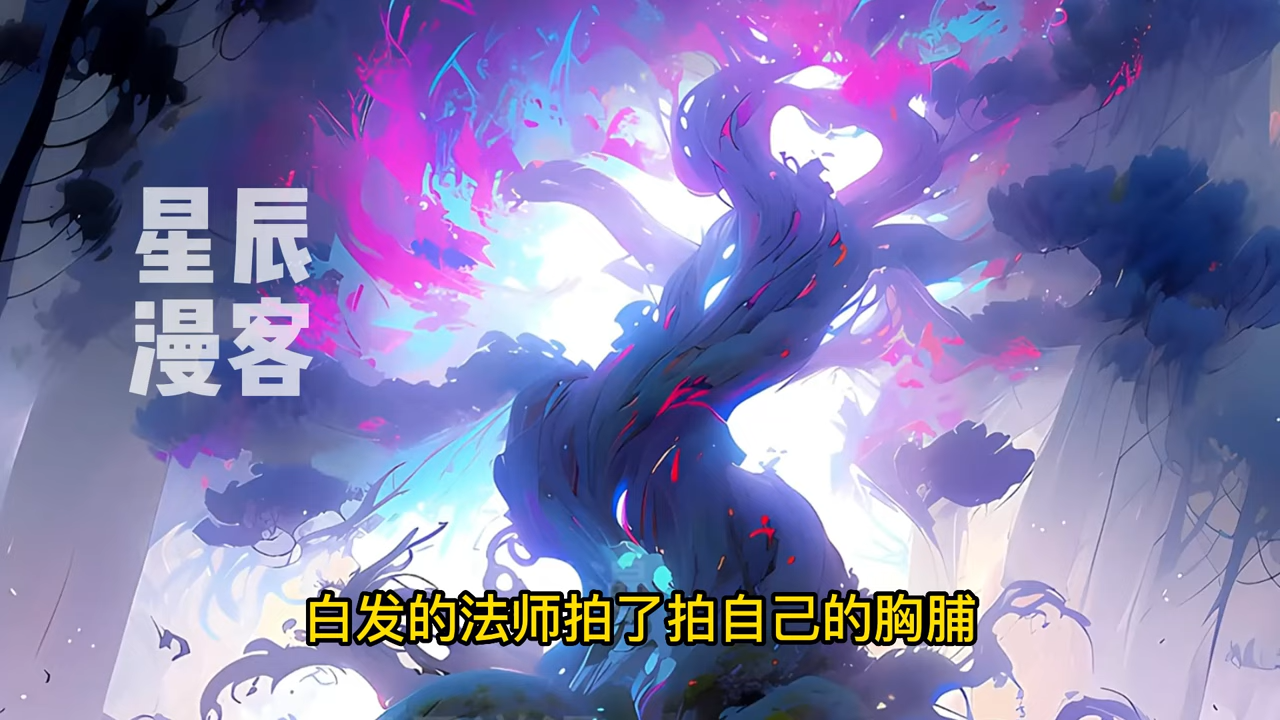 星辰
漫客
白发的法师拍了拍自己的胸脯